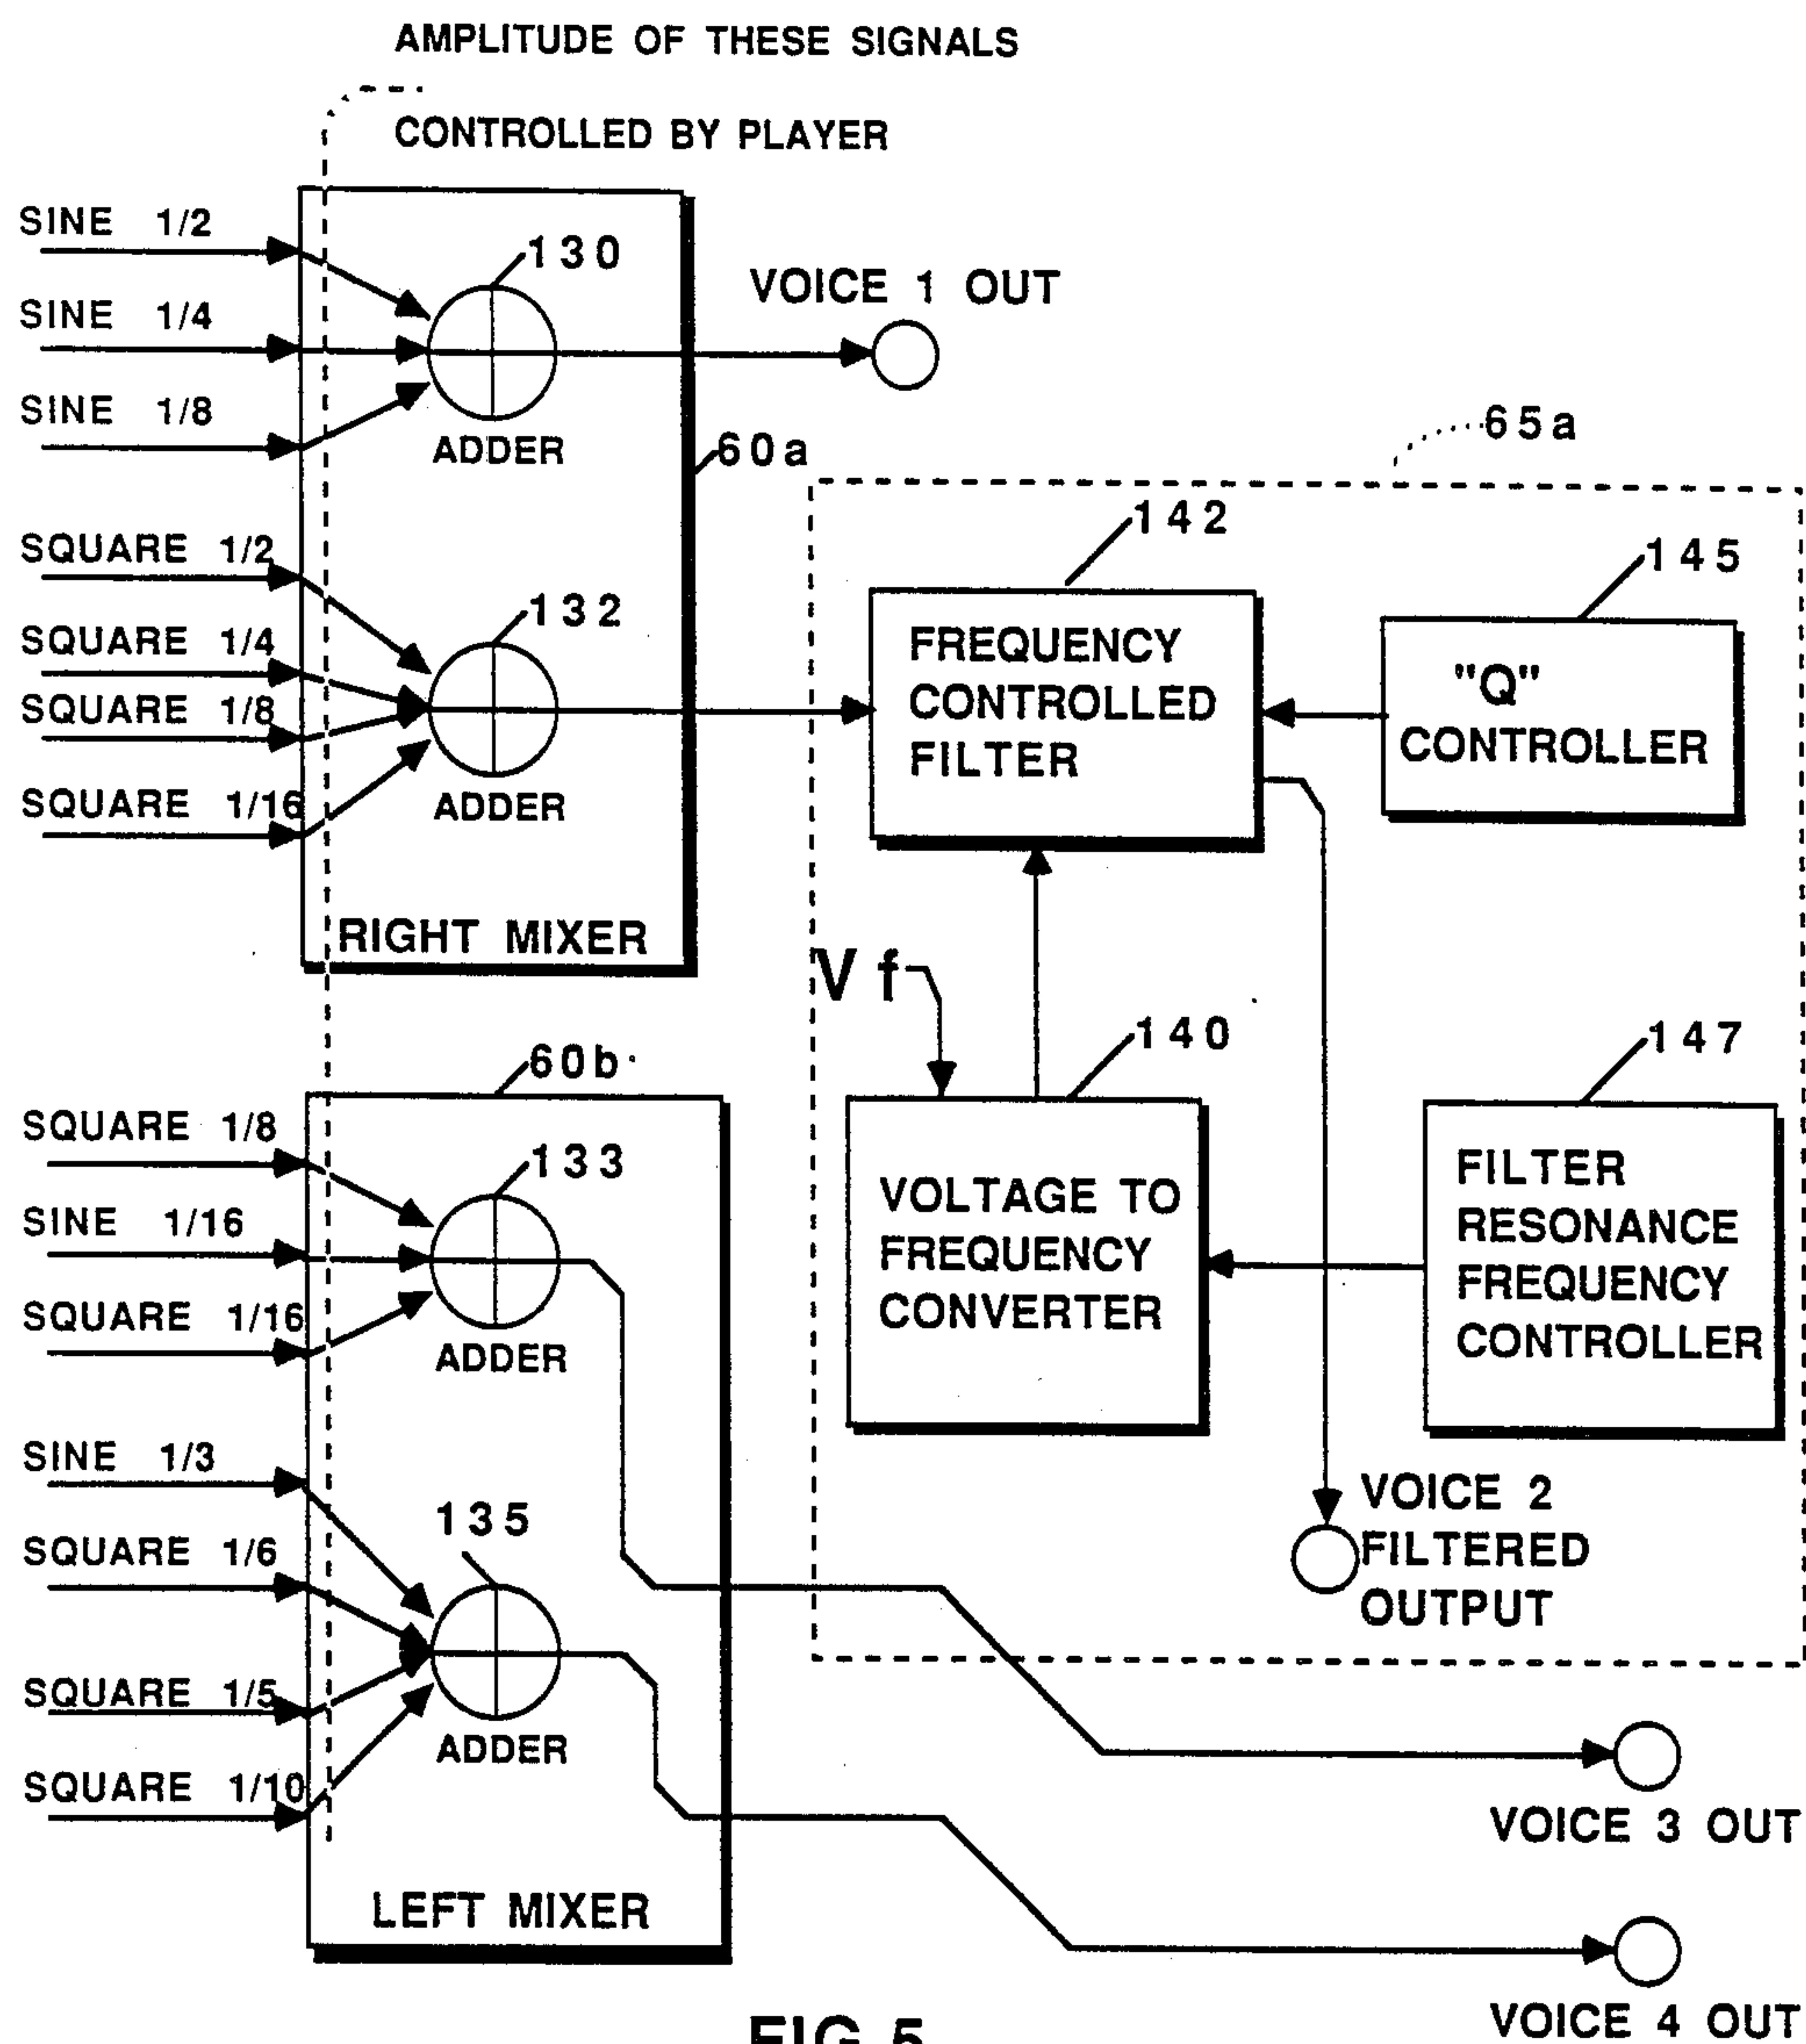 AMPLITUDE OF THESE SIGNALS
CONTROLLED BY PLAYER
SINE 1/2
SINE 1/4
SINE 1/8
130
ADDER
VOICE 1 OUT
60a
65a
SQUARE 1/2
SQUARE 1/4
SQUARE 1/8
SQUARE 1/16
132
ADDER
RIGHT MIXER
142
FREQUENCY
CONTROLLED
FILTER
145
"Q"
CONTROLLER
Vf
140
VOLTAGE TO
FREQUENCY
CONVERTER
147
FILTER
RESONANCE
FREQUENCY
CONTROLLER
VOICE 2
FILTERED
OUTPUT
60b
SQUARE 1/8
SINE 1/16
SQUARE 1/16
133
ADDER
SINE 1/3
SQUARE 1/6
SQUARE 1/5
SQUARE 1/10
135
ADDER
LEFT MIXER
VOICE 3 OUT
VOICE 4 OUT
FIG 5